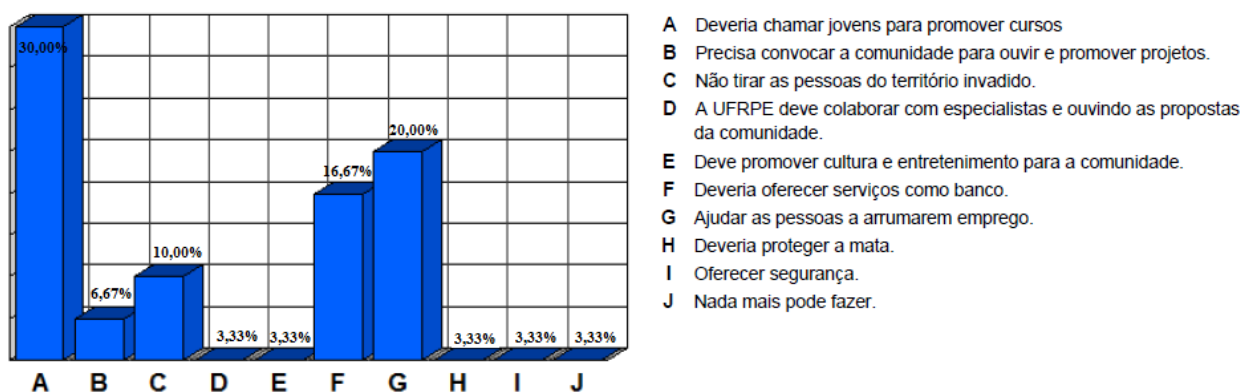 30,00%
6,67%
10,00%
3,33%
3,33%
16,67%
20,00%
3,33%
3,33%
3,33%
A B C D E F G H I J
A Deveria chamar jovens para promover cursos
B Precisa convocar a comunidade para ouvir e promover projetos.
C Não tirar as pessoas do território invadido.
D A UFRPE deve colaborar com especialistas e ouvindo as propostas
da comunidade.
E Deve promover cultura e entretenimento para a comunidade.
F Deveria oferecer serviços como banco.
G Ajudar as pessoas a arrumarem emprego.
H Deveria proteger a mata.
I Oferecer segurança.
J Nada mais pode fazer.